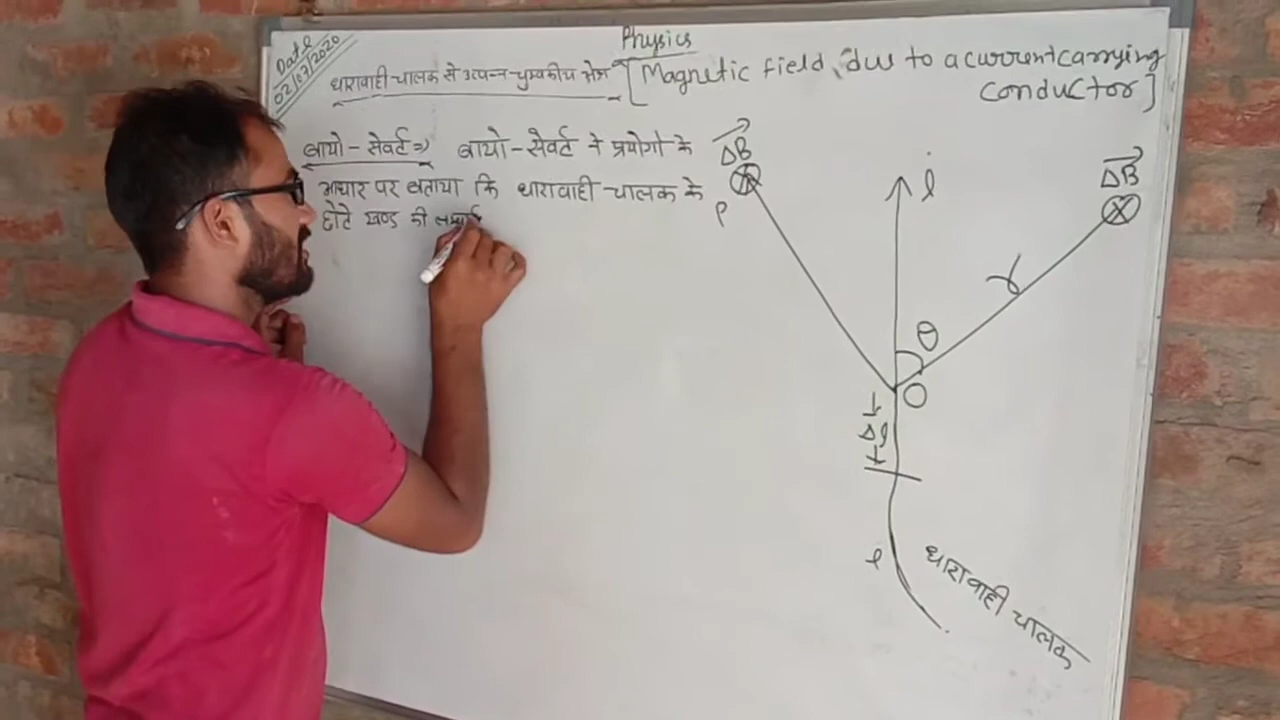 Date
02/07/2020
Physics
धारावाही चालक से उत्पन्न चुम्बकीय क्षेत्र [Magnetic field, due to a current carrying
conductor]
बायो - सेवर्ट ⇒ बायो - सेवर्ट ने प्रयोगो के
आधार पर बताया कि धारावाही चालक के
छोटे खण्ड की लम्बाई
ΔB
P
i
ΔB
r
θ
O
Δl
l
धारावाही चालक